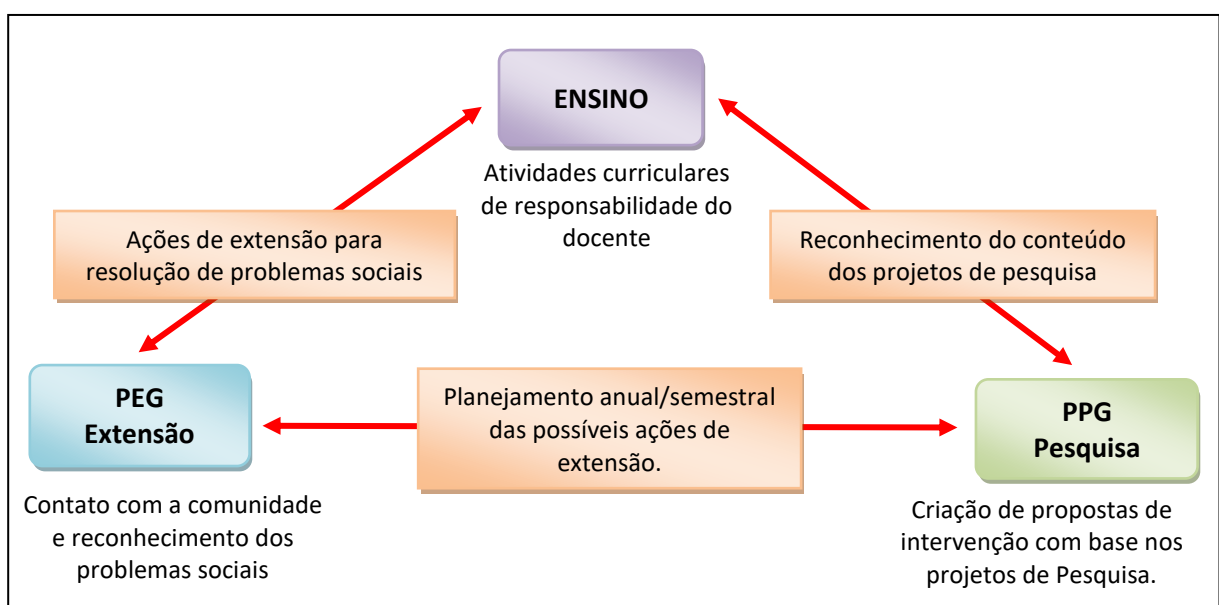 ENSINO
Atividades curriculares
de responsabilidade do
docente
Ações de extensão para
resolução de problemas sociais
Reconhecimento do conteúdo
dos projetos de pesquisa
PEG
Extensão
Planejamento anual/semestral
das possíveis ações de
extensão.
PPG
Pesquisa
Contato com a comunidade
e reconhecimento dos
problemas sociais
Criação de propostas de
intervenção com base nos
projetos de Pesquisa.